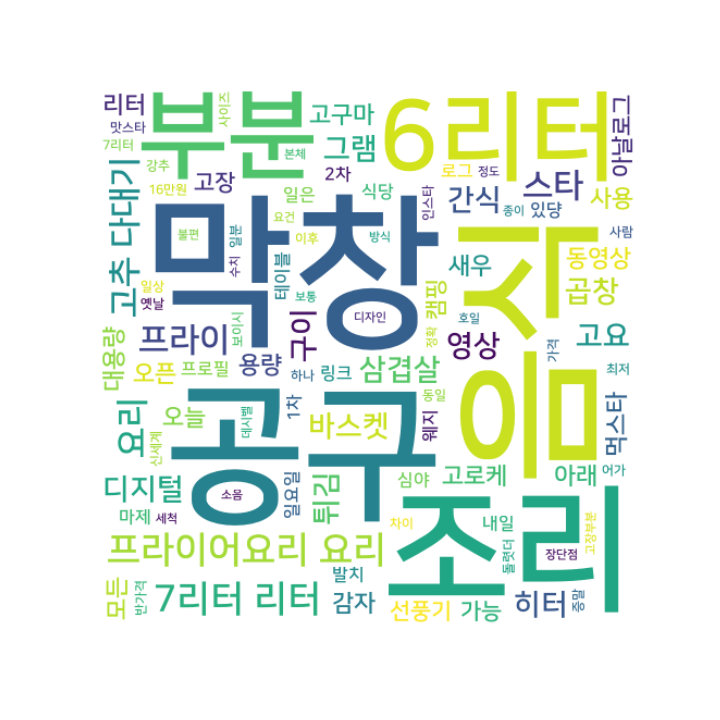 리터
맛스타
7리터
강추
16만원
부분
사이즈
본체
고구마
그램
2차
6리터
로그
정도
아날로그
고장
일은
식당
간식
종이
스타
있냥
사용
고추 다대기
불편
막창
요건
이후
방식
인스타
음식
사람
동영상
일상
옛날
수치
일분
테이블
보통
캠핑
새우
곱창
프라이
보이시
구이
디자인
정확
호일
영상
가격
고요
대용량
오픈
프로필
용량
하나
링크
삼겹살
최저
요리
신세계
오늘
데시벨
1차
바스켓
동일
웨지
먹스타
공구
디지털
소음
일요일
튀김
심야
고로케
아래
어가
마제
세척
차이
조리
내일
돌렷더
장단점
고장부분
프라이어요리 요리
모든
반가격
7리터 리터
발치
감자
선풍기
가능
히터
증말